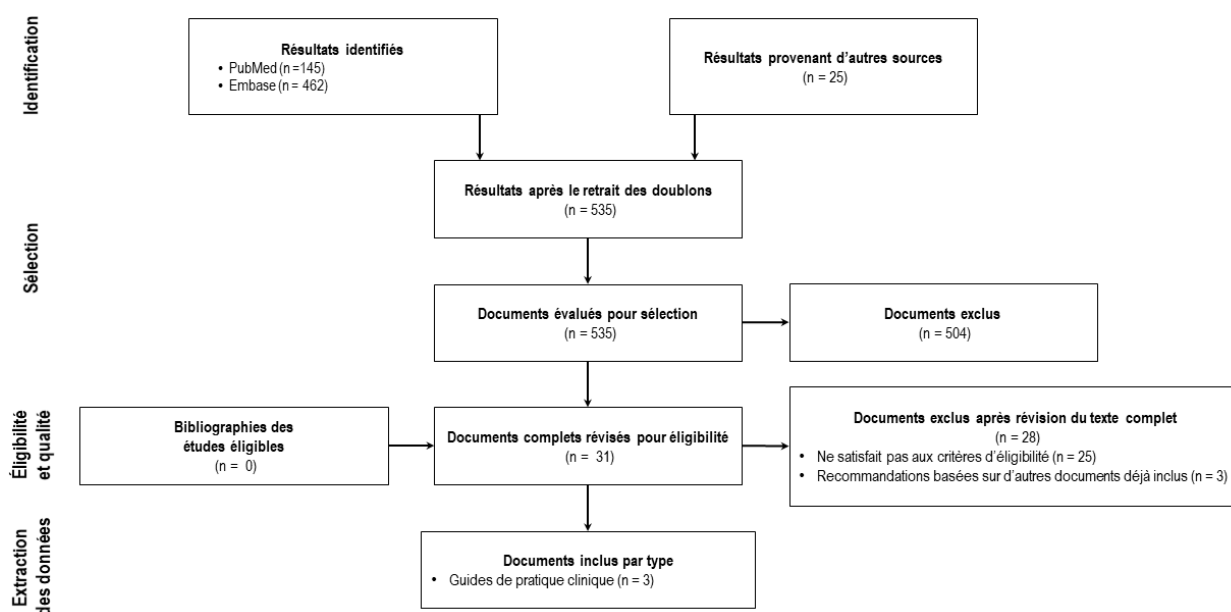 Identification
Résultats identifiés
• PubMed (n =145)
• Embase (n = 462)
Résultats provenant d'autres sources
(n = 25)
Sélection
Résultats après le retrait des doublons
(n = 535)
Documents évalués pour sélection
(n = 535)
Documents exclus
(n = 504)
Éligibilité
et qualité
Bibliographies des
études éligibles
(n = 0)
Documents complets révisés pour éligibilité
(n = 31)
Documents exclus après révision du texte complet
(n = 28)
• Ne satisfait pas aux critères d'éligibilité (n = 25)
• Recommandations basées sur d'autres documents déjà inclus (n = 3)
Extraction
des données
Documents inclus par type
• Guides de pratique clinique (n = 3)